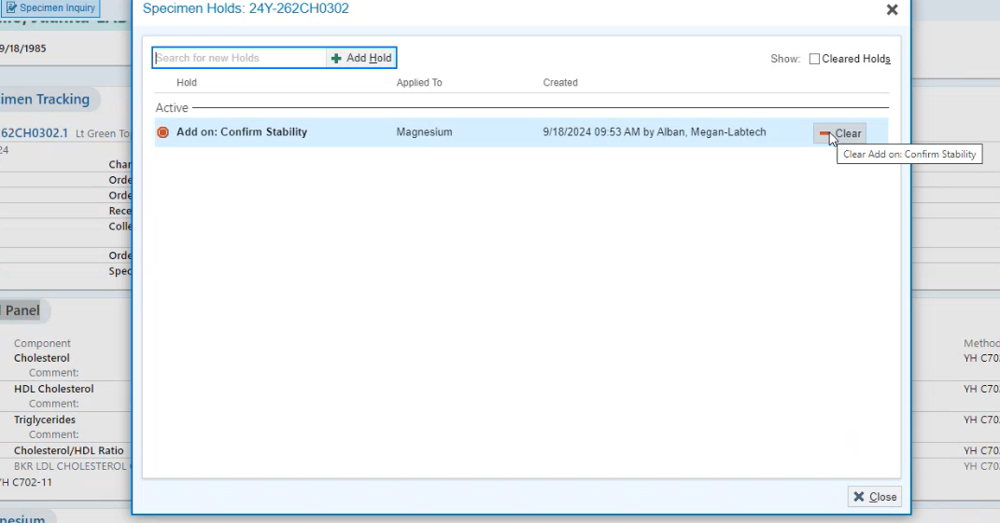 Specimen Inquiry
Specimen Holds: 24Y-262CH0302
9/18/1985
Search for new Holds
Add Hold
Show: Cleared Holds
Hold Applied To Created
Active
Add on: Confirm Stability Magnesium 9/18/2024 09:53 AM by Alban, Megan-Labtech Clear
Clear Add on: Confirm Stability
imen Tracking
62CH0302.1 Lt Green To
24
Char
Orde
Orde
Rece
Colle
Orde
Spec
l Panel
Component Method
Cholesterol YH C70
Comment:
HDL Cholesterol YH C70
Comment:
Triglycerides YH C70
Comment:
Cholesterol/HDL Ratio YH C70
BKR LDL CHOLESTEROL YH C70
YH C702-11
Close
nesium